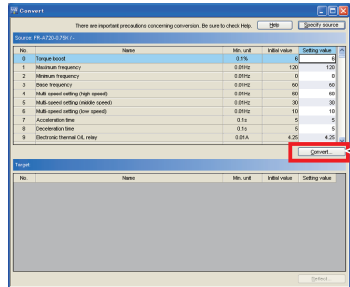 Convert
There are important precautions concerning conversion. Be sure to check Help. Help Specify source
Source: FR-A720-0.75K / -
No. Name Min. unit Initial value Setting value
0 Torque boost 0.1% 6 6
1 Maximum frequency 0.01Hz 120 120
2 Minimum frequency 0.01Hz 0 0
3 Base frequency 0.01Hz 60 60
4 Multi-speed setting (high speed) 0.01Hz 60 60
5 Multi-speed setting (middle speed) 0.01Hz 30 30
6 Multi-speed setting (low speed) 0.01Hz 10 10
7 Acceleration time 0.1s 5 5
8 Deceleration time 0.1s 5 5
9 Electronic thermal O/L relay 0.01A 4.25 4.25
Convert...
Target:
No. Name Min. unit Initial value Setting value